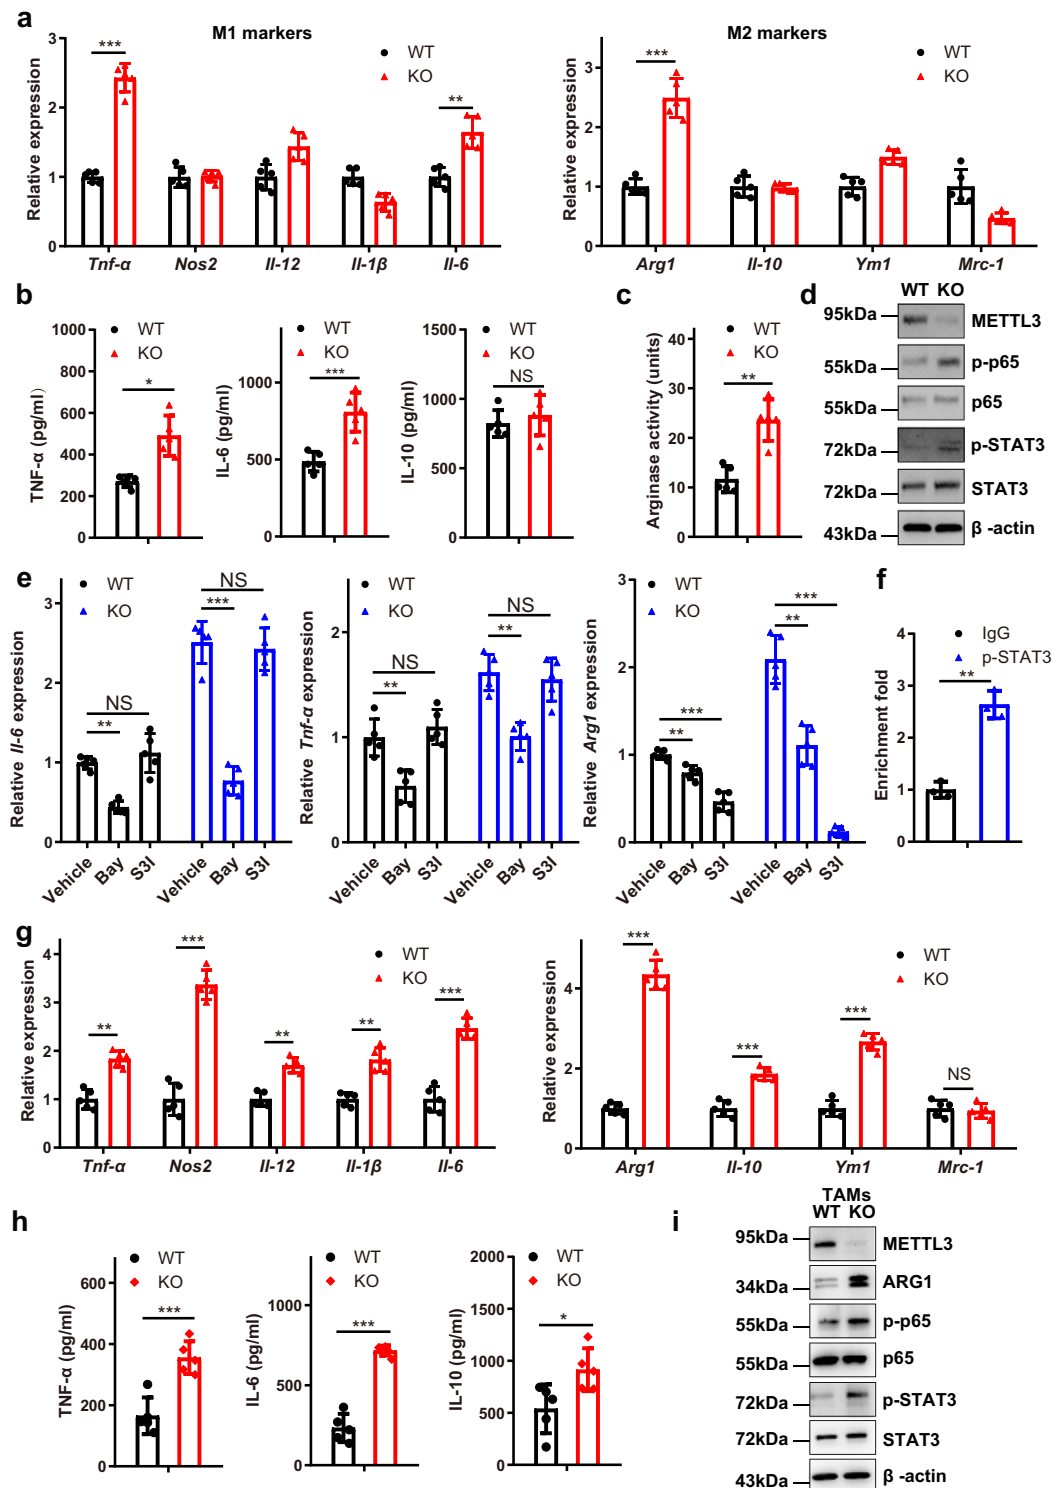 a
M1 markers
WT
KO
***
**
Relative expression
3
2
1
0
Tnf-α
Nos2
Il-12
Il-1β
Il-6
M2 markers
WT
KO
***
Relative expression
3
2
1
0
Arg1
Il-10
Ym1
Mrc-1
b
WT
KO
*
TNF-α (pg/ml)
1000
800
600
400
200
0
WT
KO
***
IL-6 (pg/ml)
1000
500
0
WT
KO
NS
IL-10 (pg/ml)
1500
1000
500
0
c
WT
KO
**
Arginase activity (units)
40
30
20
10
0
d
WT KO
95kDa METTL3
55kDa p-p65
55kDa p65
72kDa p-STAT3
72kDa STAT3
43kDa β -actin
e
WT
KO
NS
***
NS
**
Relative Il-6 expression
3
2
1
0
Vehicle
Bay
S3I
Vehicle
Bay
S3I
WT
KO
NS
**
NS
**
Relative Tnf-α expression
2
1
0
Vehicle
Bay
S3I
Vehicle
Bay
S3I
WT
KO
***
**
***
**
Relative Arg1 expression
3
2
1
0
Vehicle
Bay
S3I
Vehicle
Bay
S3I
f
IgG
p-STAT3
**
Enrichment fold
4
3
2
1
0
g
WT
KO
**
***
**
**
***
Relative expression
4
3
2
1
0
Tnf-α
Nos2
Il-12
Il-1β
Il-6
WT
KO
***
***
***
NS
Relative expression
4
2
0
Arg1
Il-10
Ym1
Mrc-1
h
WT
KO
***
TNF-α (pg/ml)
600
400
200
0
WT
KO
***
IL-6 (pg/ml)
1000
500
0
WT
KO
*
IL-10 (pg/ml)
2000
1500
1000
500
0
i
TAMs
WT KO
95kDa METTL3
34kDa ARG1
55kDa p-p65
55kDa p65
72kDa p-STAT3
72kDa STAT3
43kDa β -actin